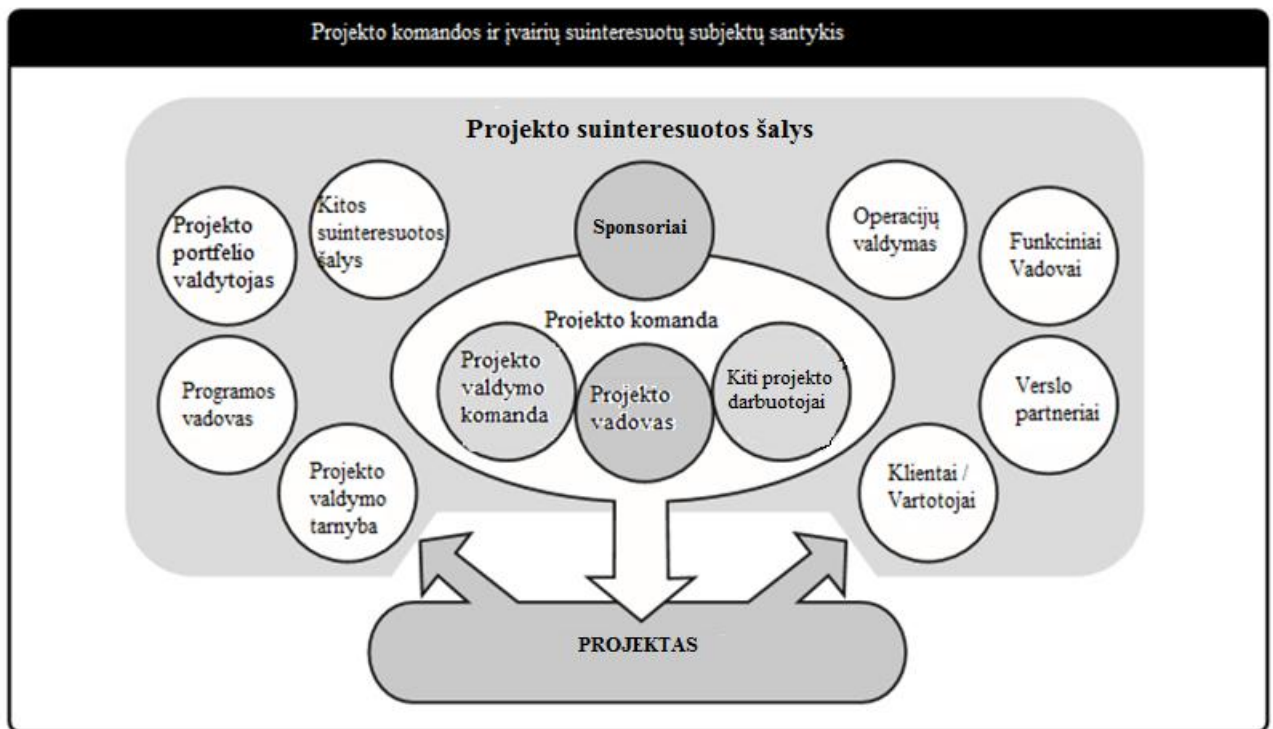 Projekto komandos ir įvairių suinteresuotų subjektų santykis
Projekto suinteresuotos šalys
Projekto
portfelio
valdytojas
Kitos
suinteresuotos
šalys
Sponsoriai
Operacijų
valdymas
Funkciniai
Vadovai
Projekto komanda
Projekto
valdymo
komanda
Projekto
vadovas
Kiti projekto
darbuotojai
Programos
vadovas
Verslo
partneriai
Projekto
valdymo
tarnyba
Klientai /
Vartotojai
PROJEKTAS